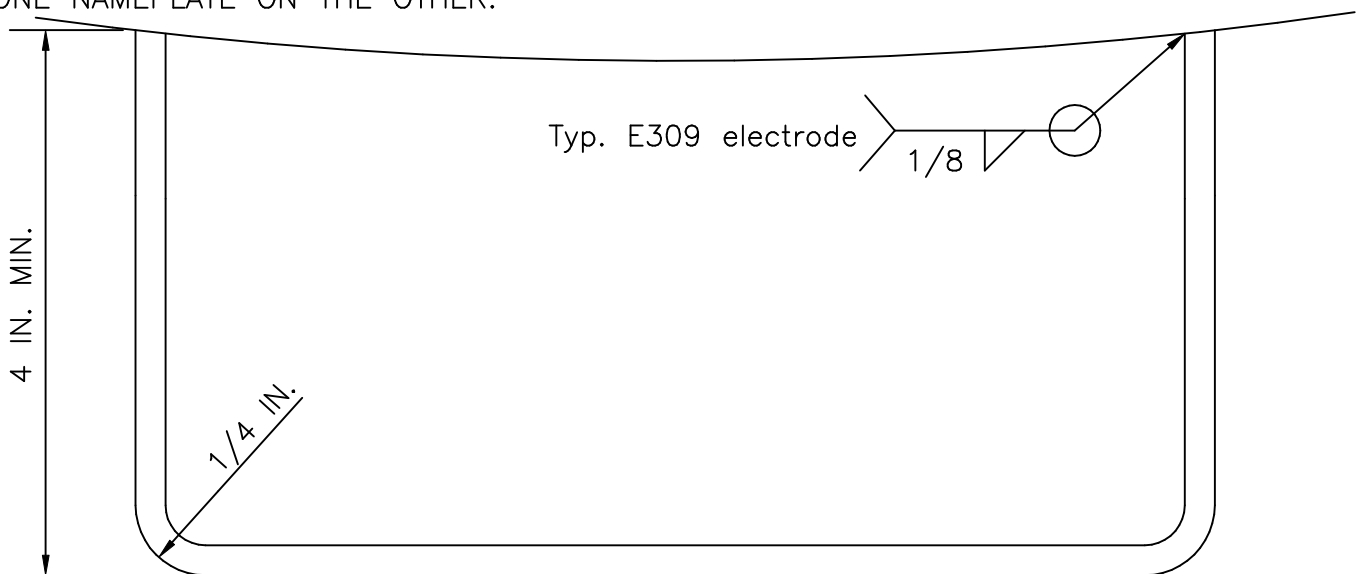 ONE NAMEPLATE ON THE OTHER.
Typ. E309 electrode
1/8
4 IN. MIN.
1/4 IN.